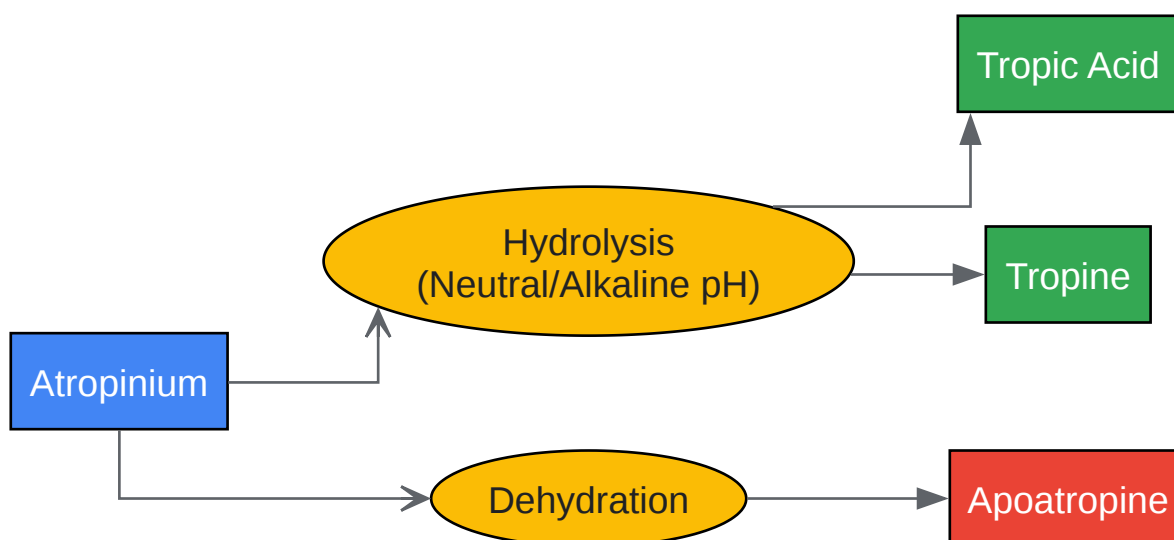 Tropic Acid
Hydrolysis
(Neutral/Alkaline pH)
Tropine
Atropinium
Dehydration
Apoatropine